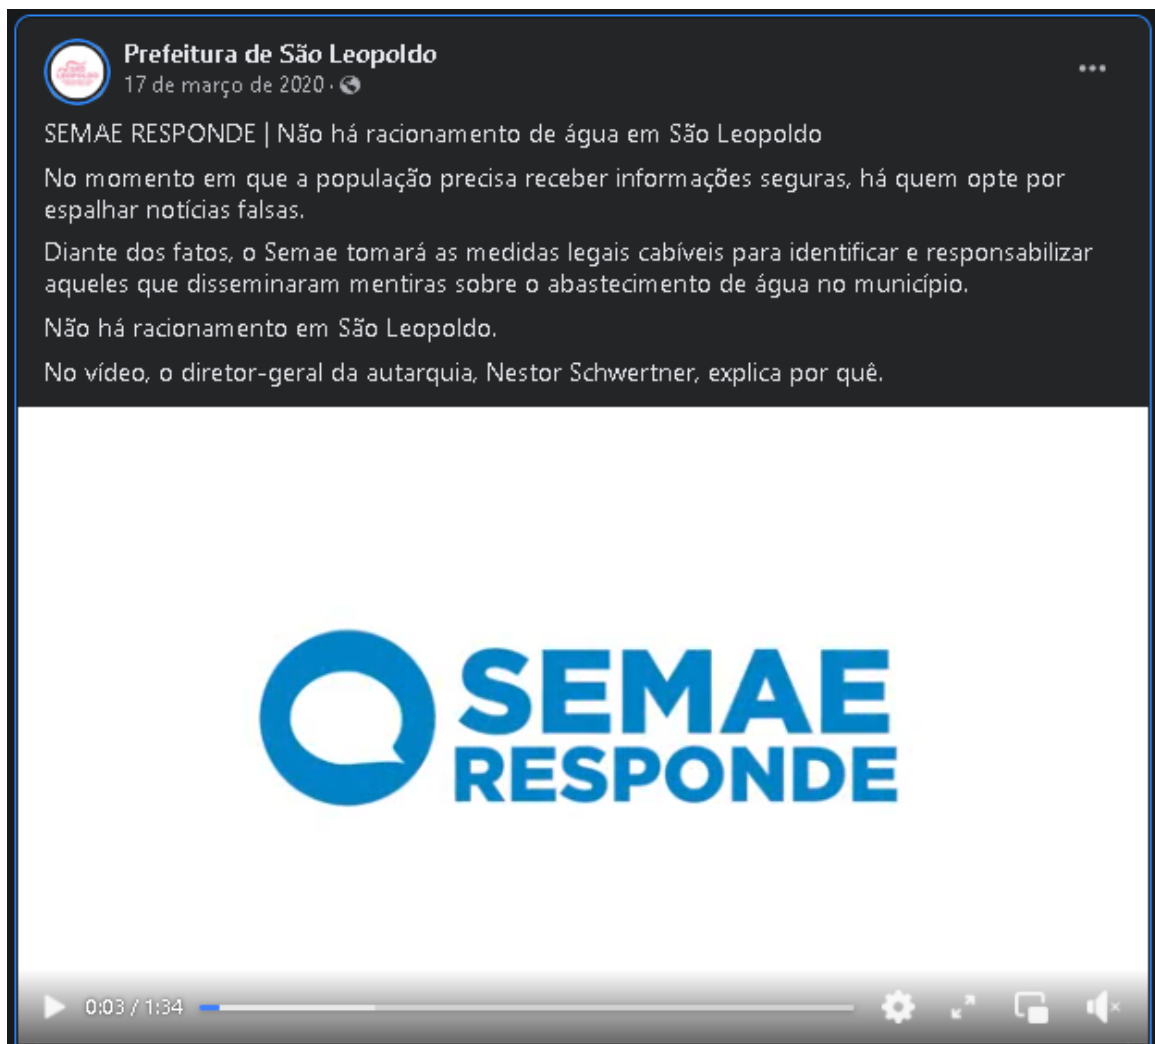 Prefeitura de São Leopoldo
17 de março de 2020 ·
SEMAE RESPONDE | Não há racionamento de água em São Leopoldo
No momento em que a população precisa receber informações seguras, há quem opte por
espalhar notícias falsas.
Diante dos fatos, o Semae tomará as medidas legais cabíveis para identificar e responsabilizar
aqueles que disseminaram mentiras sobre o abastecimento de água no município.
Não há racionamento em São Leopoldo.
No vídeo, o diretor-geral da autarquia, Nestor Schwertner, explica por quê.
SEMAE
RESPONDE
0:03 / 1:34